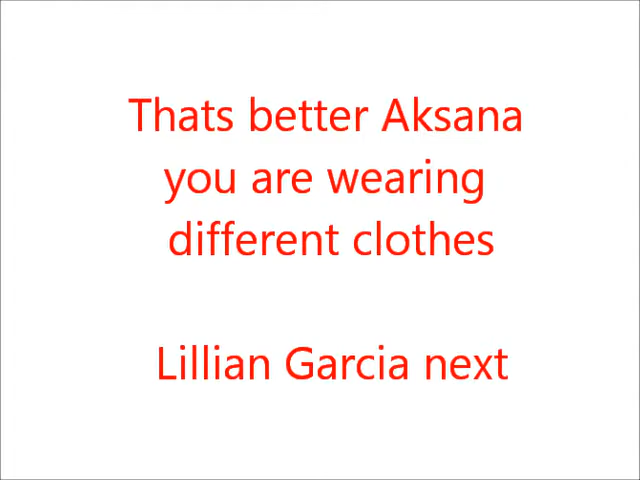 Thats better Aksana
you are wearing
different clothes
Lillian Garcia next